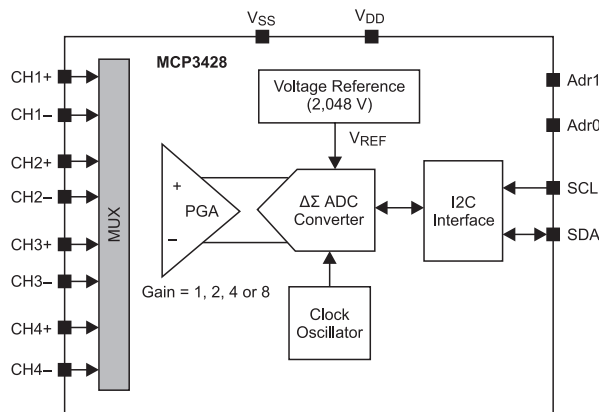 VSS
VDD
MCP3428
CH1+
CH1–
CH2+
CH2–
CH3+
CH3–
CH4+
CH4–
MUX
+
PGA
–
Gain = 1, 2, 4 or 8
Voltage Reference
(2,048 V)
VREF
ΔΣ ADC
Converter
Clock
Oscillator
I2C
Interface
Adr1
Adr0
SCL
SDA